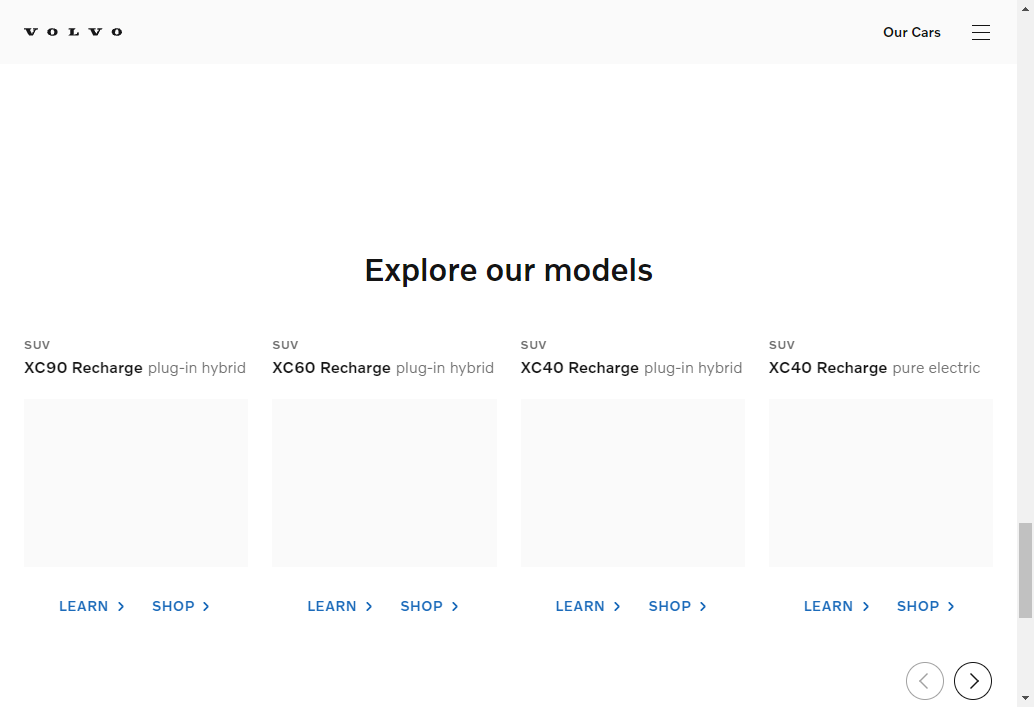 VOLVO
Our Cars
Explore our models
SUV
XC90 Recharge plug-in hybrid
LEARN
SHOP
SUV
XC60 Recharge plug-in hybrid
LEARN
SHOP
SUV
XC40 Recharge plug-in hybrid
LEARN
SHOP
SUV
XC40 Recharge pure electric
LEARN
SHOP